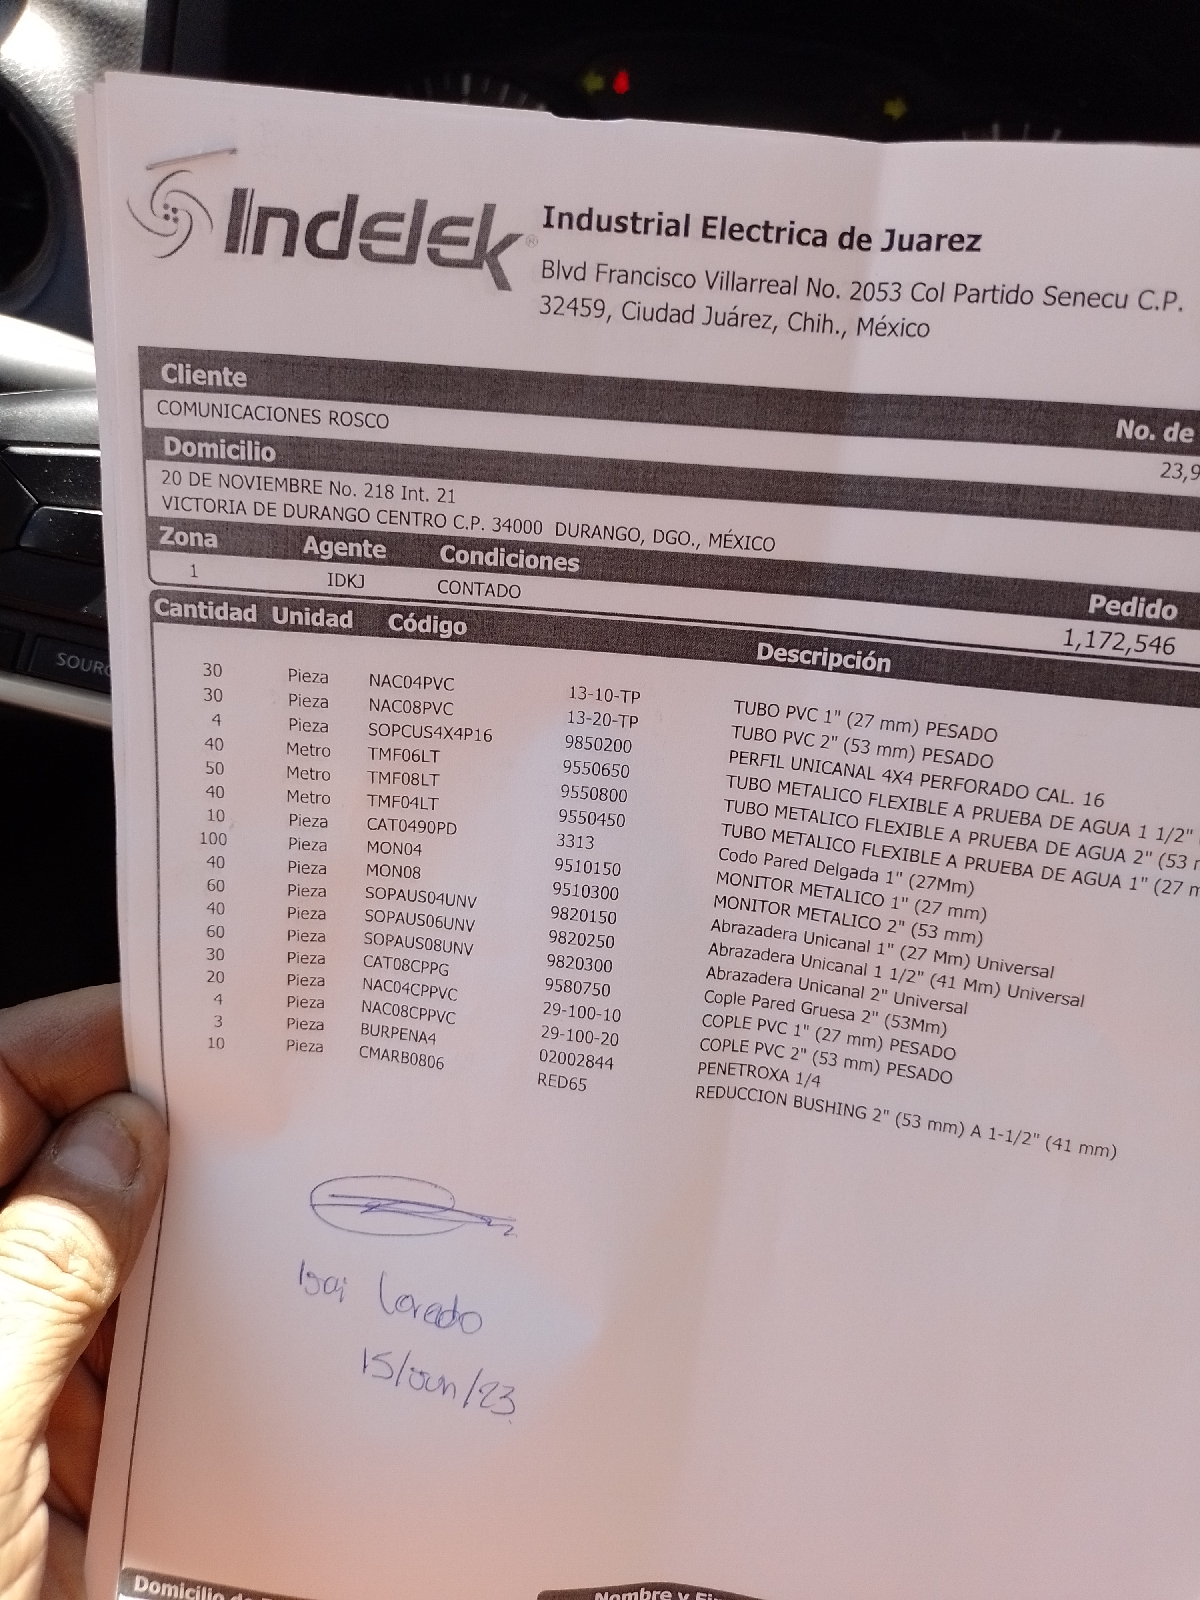 Indelek®
Industrial Electrica de Juarez
Blvd Francisco Villarreal No. 2053 Col Partido Senecu C.P.
32459, Ciudad Juárez, Chih., México
Cliente No. de
COMUNICACIONES ROSCO 23,9
Domicilio
20 DE NOVIEMBRE No. 218 Int. 21
VICTORIA DE DURANGO CENTRO C.P. 34000 DURANGO, DGO., MÉXICO
Zona Agente Condiciones Pedido
1 IDKJ CONTADO 1,172,546
Cantidad Unidad Código Descripción
30 Pieza NAC04PVC 13-10-TP TUBO PVC 1" (27 mm) PESADO
30 Pieza NAC08PVC 13-20-TP TUBO PVC 2" (53 mm) PESADO
4 Pieza SOPCUS4X4P16 9850200 PERFIL UNICANAL 4X4 PERFORADO CAL. 16
40 Metro TMF06LT 9550650 TUBO METALICO FLEXIBLE A PRUEBA DE AGUA 1 1/2"
50 Metro TMF08LT 9550800 TUBO METALICO FLEXIBLE A PRUEBA DE AGUA 2" (53
40 Metro TMF04LT 9550450 TUBO METALICO FLEXIBLE A PRUEBA DE AGUA 1" (27
10 Pieza CAT0490PD 3313 Codo Pared Delgada 1" (27Mm)
100 Pieza MON04 9510150 MONITOR METALICO 1" (27 mm)
40 Pieza MON08 9510300 MONITOR METALICO 2" (53 mm)
60 Pieza SOPAUS04UNV 9820150 Abrazadera Unicanal 1" (27 Mm) Universal
40 Pieza SOPAUS06UNV 9820250 Abrazadera Unicanal 1 1/2" (41 Mm) Universal
60 Pieza SOPAUS08UNV 9820300 Abrazadera Unicanal 2" Universal
30 Pieza CAT08CPPG 9580750 Cople Pared Gruesa 2" (53Mm)
20 Pieza NAC04CPPVC 29-100-10 COPLE PVC 1" (27 mm) PESADO
4 Pieza NAC08CPPVC 29-100-20 COPLE PVC 2" (53 mm) PESADO
3 Pieza BURPENA4 02002844 PENETROXA 1/4
10 Pieza CMARB0806 RED65 REDUCCION BUSHING 2" (53 mm) A 1-1/2" (41 mm)
Isai Loredo
15/Jun/23
Domicilio de Nombre y Fi
SOURC